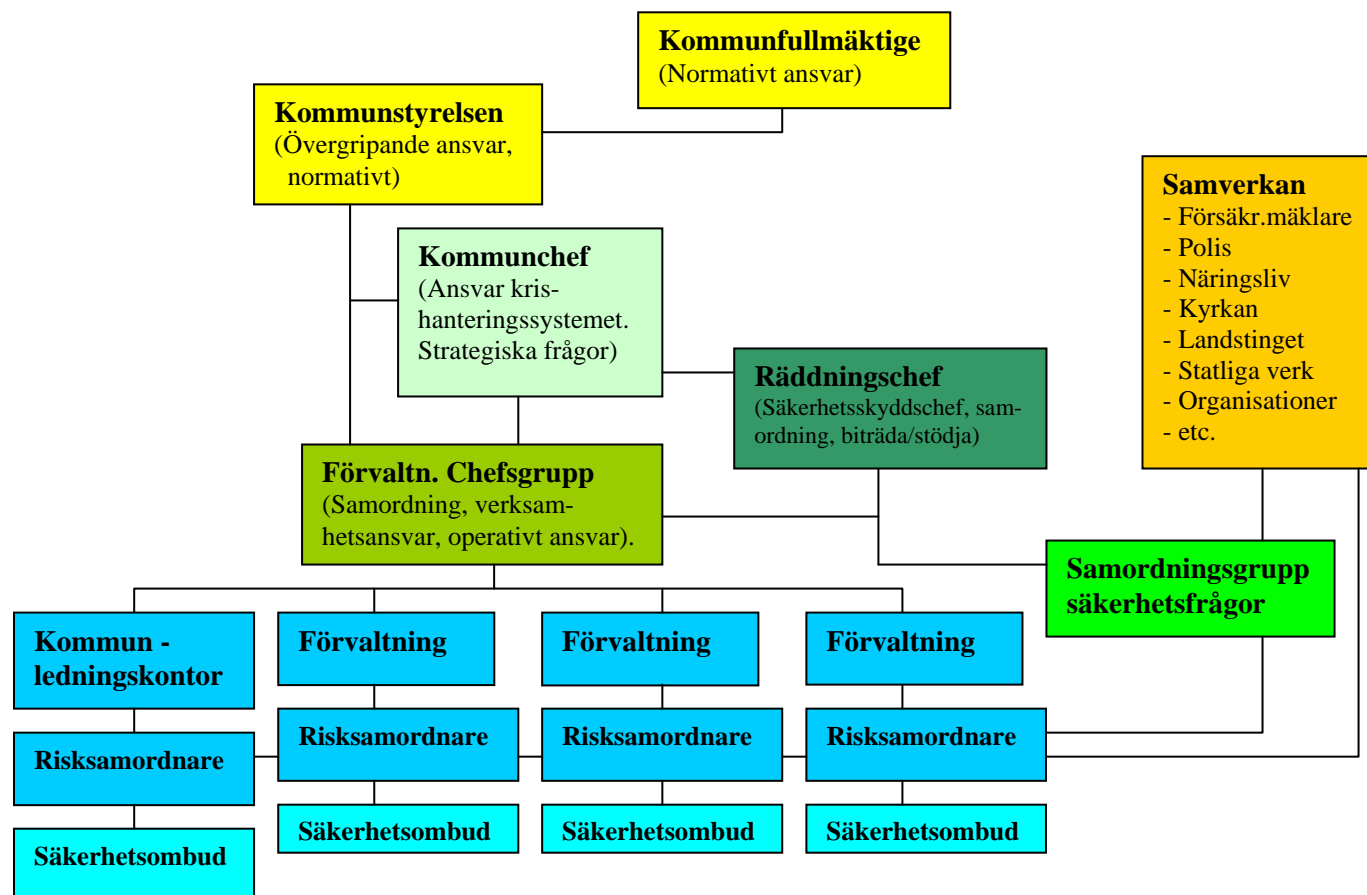 Kommunfullmäktige
(Normativt ansvar)
Kommunstyrelsen
(Övergripande ansvar,
normativt)
Samverkan
- Försäkr.mäklare
- Polis
- Näringsliv
- Kyrkan
- Landstinget
- Statliga verk
- Organisationer
- etc.
Kommunchef
(Ansvar kris-
hanteringssystemet.
Strategiska frågor)
Räddningschef
(Säkerhetsskyddschef, sam-
ordning, biträda/stödja)
Förvaltn. Chefsgrupp
(Samordning, verksam-
hetsansvar, operativt ansvar).
Samordningsgrupp
säkerhetsfrågor
Kommun -
ledningskontor
Förvaltning
Förvaltning
Förvaltning
Risksamordnare
Risksamordnare
Risksamordnare
Risksamordnare
Säkerhetsombud
Säkerhetsombud
Säkerhetsombud
Säkerhetsombud